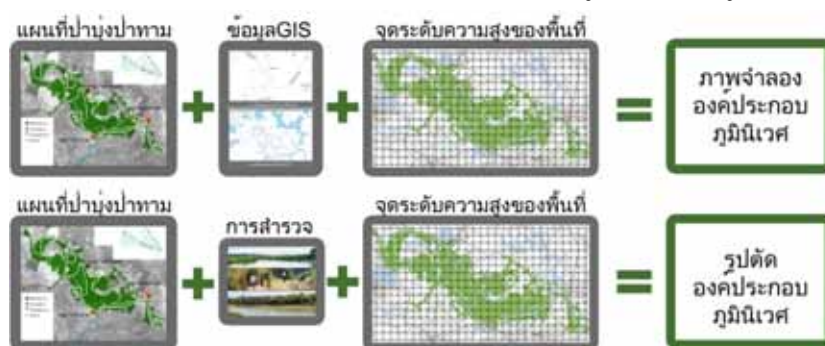 แผนที่ป่าบุ่งป่าทาม
ข้อมูลGIS
จุดระดับความสูงของพื้นที่
ภาพจำลอง
องค์ประกอบ
ภูมินิเวศ
แผนที่ป่าบุ่งป่าทาม
การสำรวจ
จุดระดับความสูงของพื้นที่
รูปตัด
องค์ประกอบ
ภูมินิเวศ